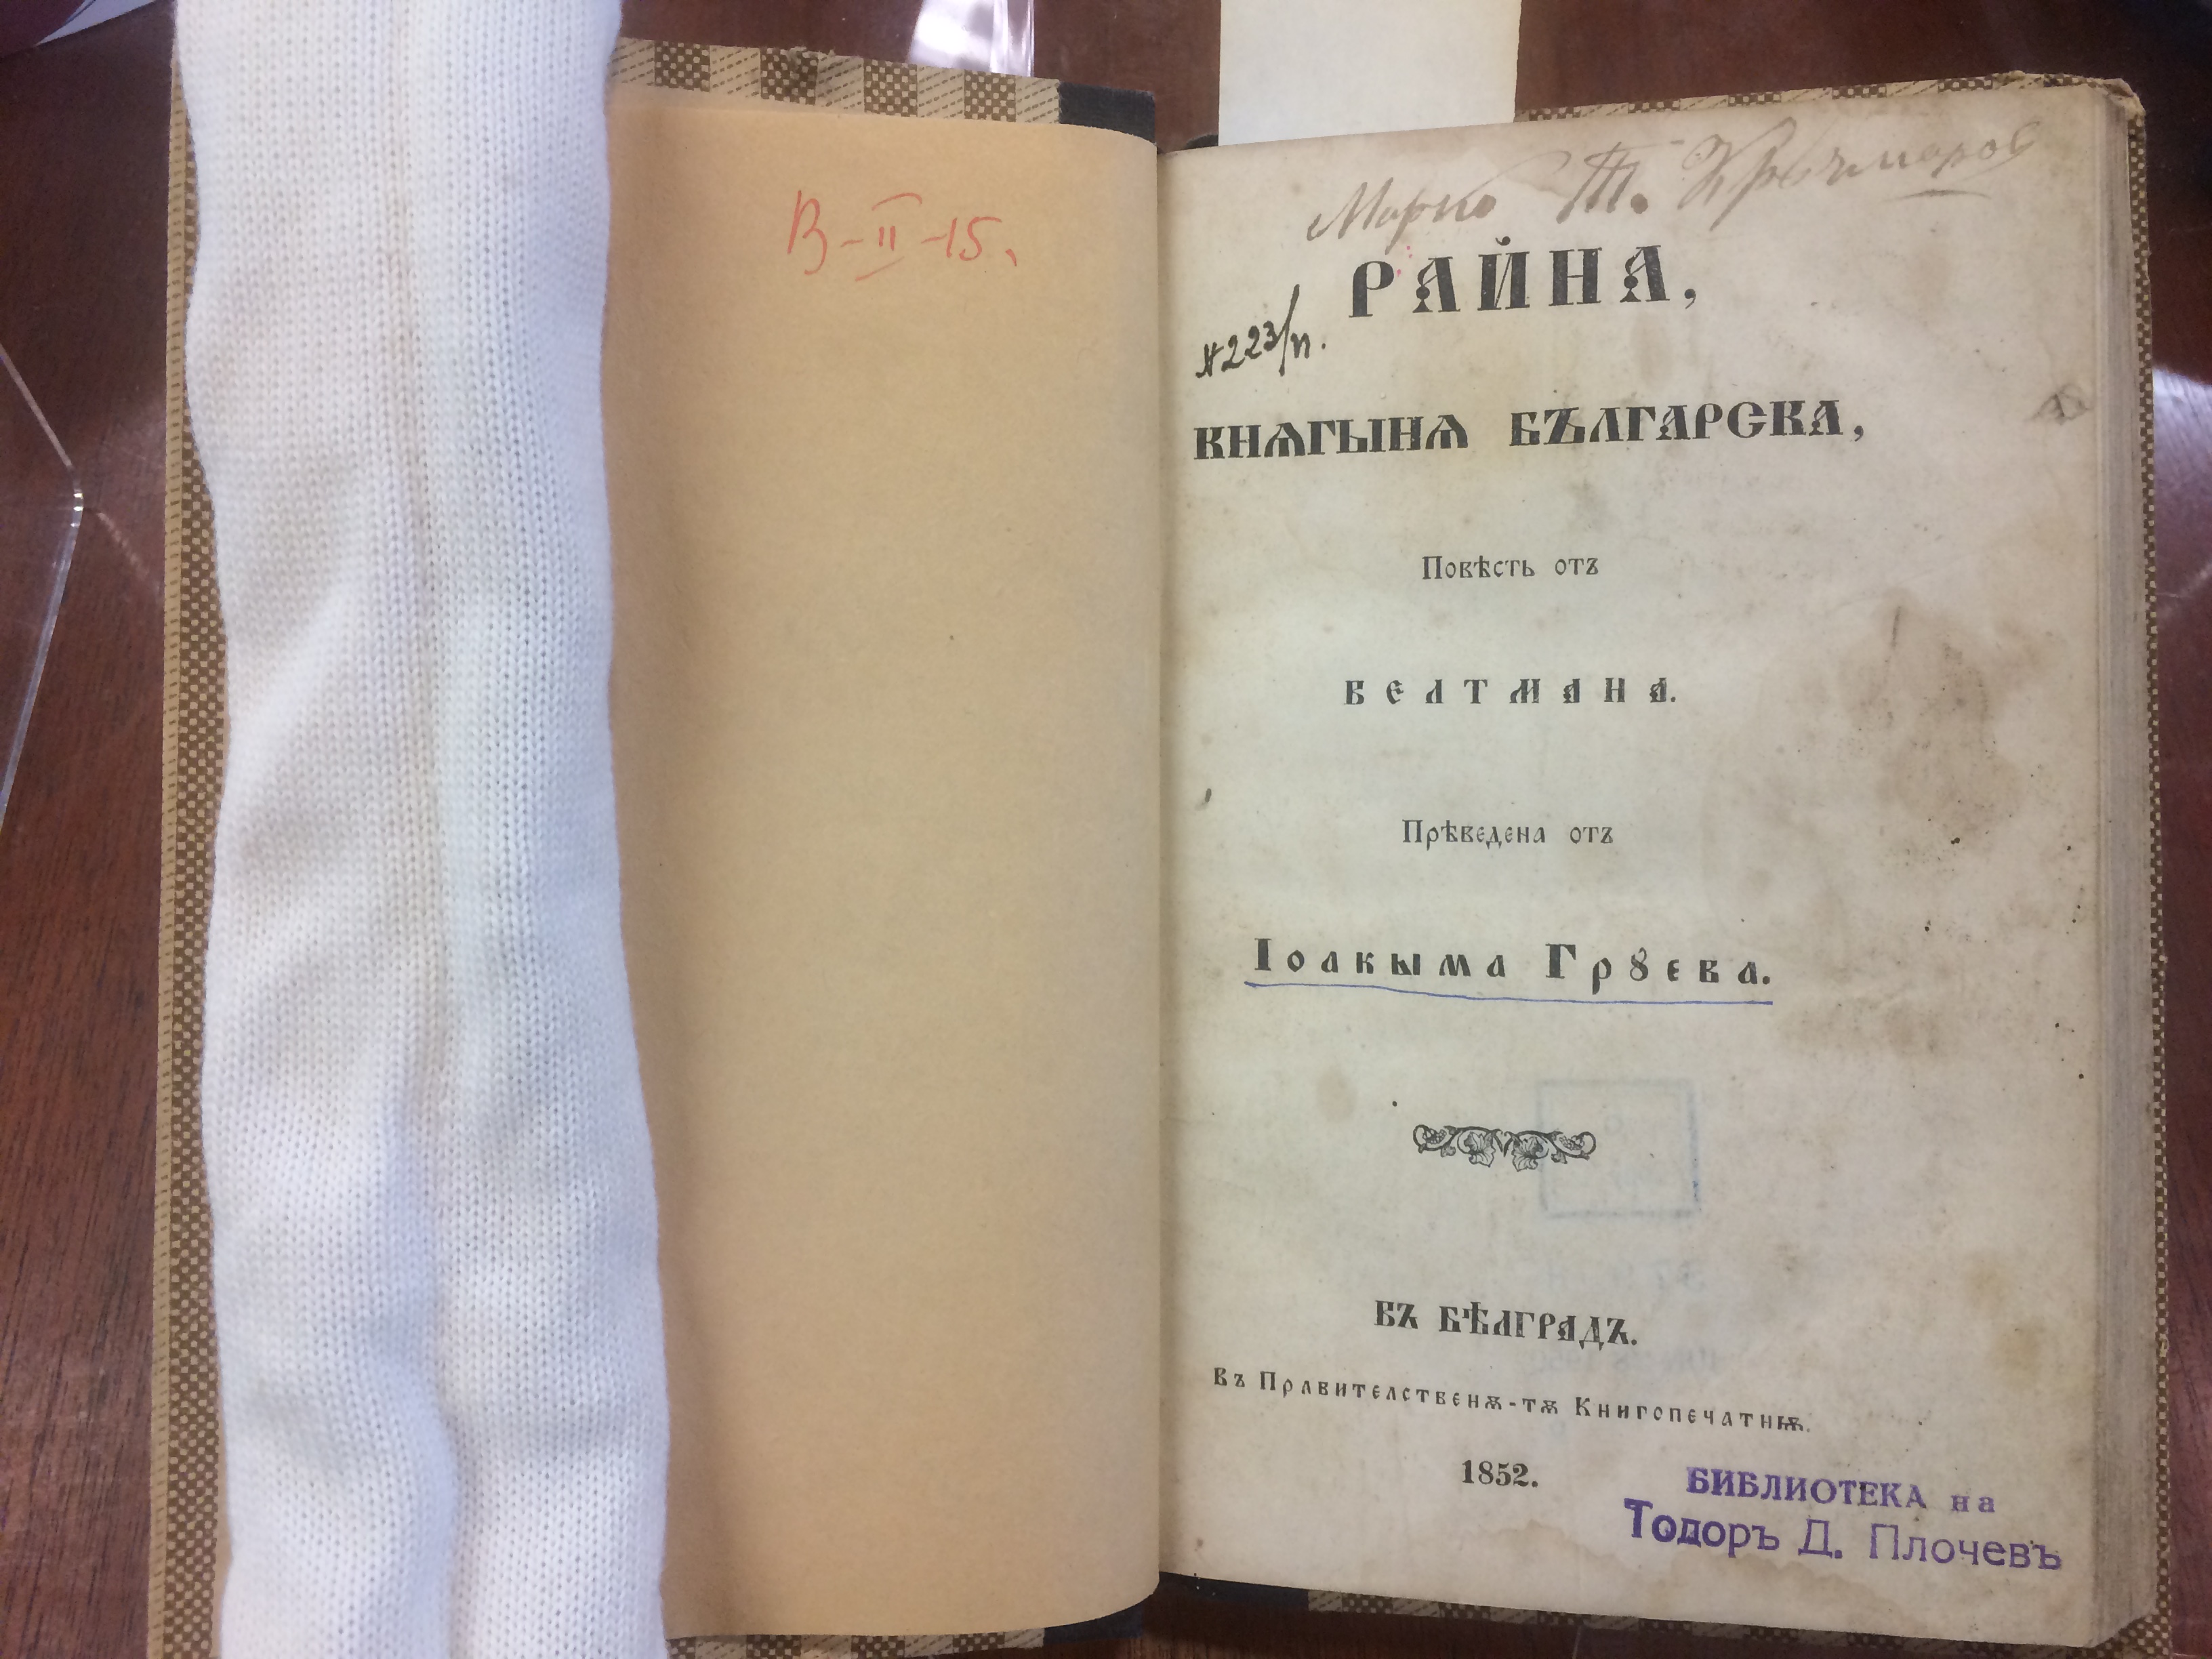 В-II-15.
Марко Т. Кръчмаров
№223/п.
РАЙНА,
КНѦГЫНѦ БЪЛГАРСКА,
Повѣсть отъ
ВЕЛТМАНА.
Прѣведена отъ
Іоакыма Грꙋева.
ВЪ БѢЛГРАДЪ.
Въ Правителственѫ-тѫ Книгопечатнѭ.
1852.
БИБЛИОТЕКА на
Тодоръ Д. Плочевъ